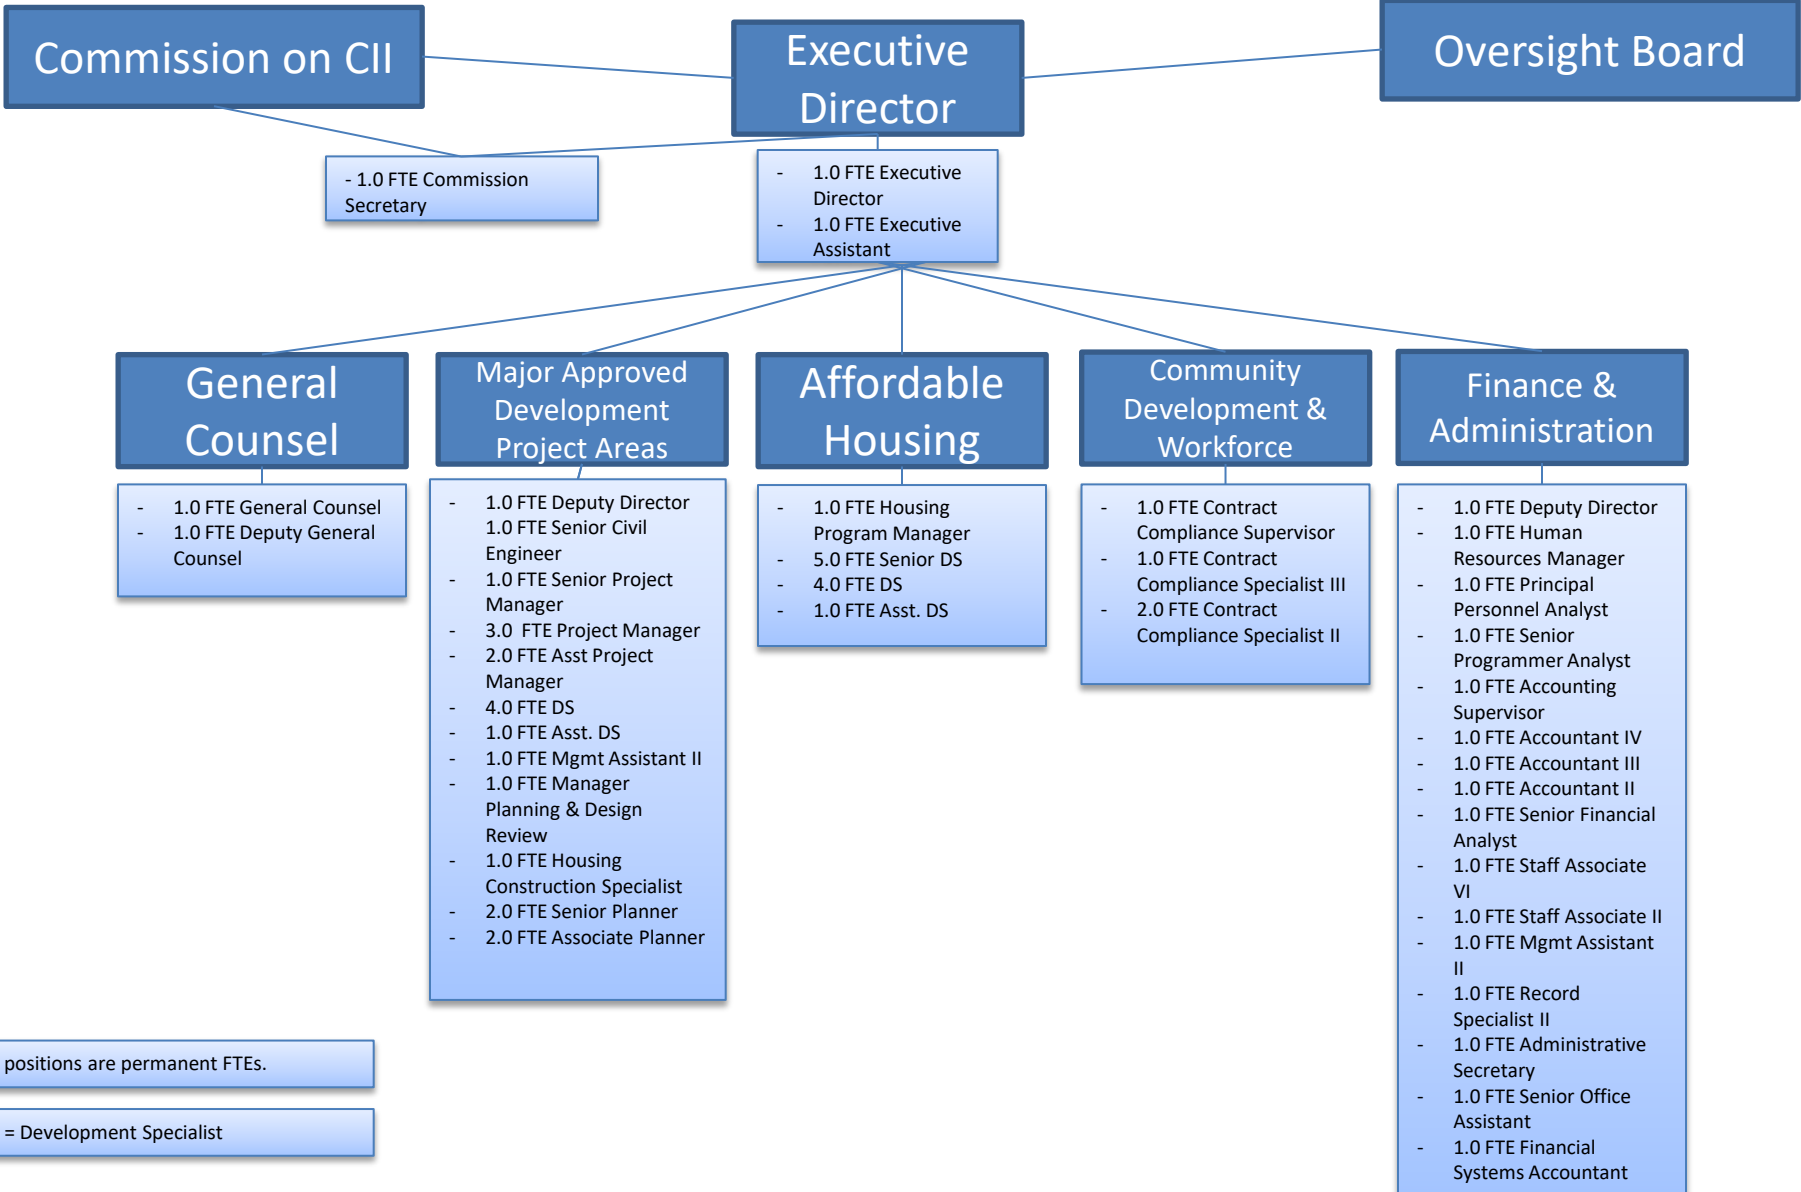 Commission on CII
Executive
Director
Oversight Board
- 1.0 FTE Commission
Secretary
- 1.0 FTE Executive
Director
- 1.0 FTE Executive
Assistant
General
Counsel
- 1.0 FTE General Counsel
- 1.0 FTE Deputy General
Counsel
Major Approved
Development
Project Areas
- 1.0 FTE Deputy Director
1.0 FTE Senior Civil
Engineer
- 1.0 FTE Senior Project
Manager
- 3.0 FTE Project Manager
- 2.0 FTE Asst Project
Manager
- 4.0 FTE DS
- 1.0 FTE Asst. DS
- 1.0 FTE Mgmt Assistant II
- 1.0 FTE Manager
Planning & Design
Review
- 1.0 FTE Housing
Construction Specialist
- 2.0 FTE Senior Planner
- 2.0 FTE Associate Planner
Affordable
Housing
- 1.0 FTE Housing
Program Manager
- 5.0 FTE Senior DS
- 4.0 FTE DS
- 1.0 FTE Asst. DS
Community
Development &
Workforce
- 1.0 FTE Contract
Compliance Supervisor
- 1.0 FTE Contract
Compliance Specialist III
- 2.0 FTE Contract
Compliance Specialist II
Finance &
Administration
- 1.0 FTE Deputy Director
- 1.0 FTE Human
Resources Manager
- 1.0 FTE Principal
Personnel Analyst
- 1.0 FTE Senior
Programmer Analyst
- 1.0 FTE Accounting
Supervisor
- 1.0 FTE Accountant IV
- 1.0 FTE Accountant III
- 1.0 FTE Accountant II
- 1.0 FTE Senior Financial
Analyst
- 1.0 FTE Staff Associate
VI
- 1.0 FTE Staff Associate II
- 1.0 FTE Mgmt Assistant
II
- 1.0 FTE Record
Specialist II
- 1.0 FTE Administrative
Secretary
- 1.0 FTE Senior Office
Assistant
- 1.0 FTE Financial
Systems Accountant
positions are permanent FTEs.
= Development Specialist